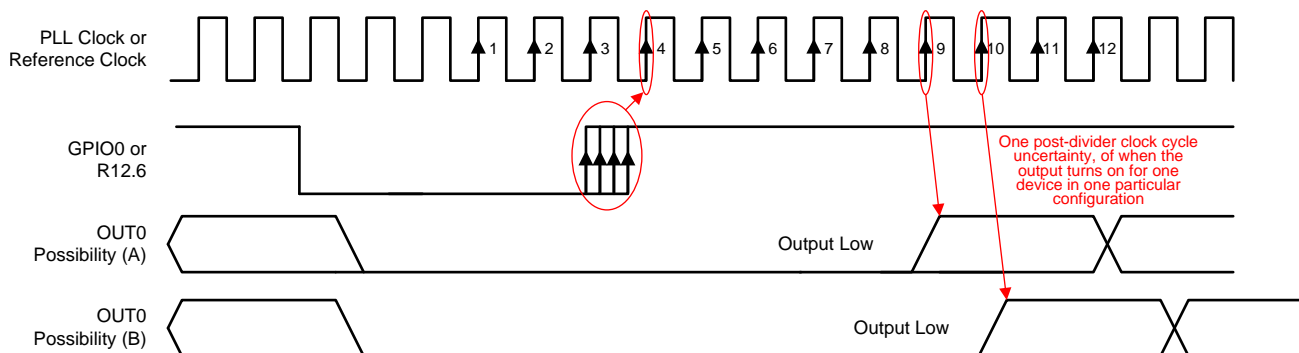 PLL Clock or
Reference Clock
1 2 3 4 5 6 7 8 9 10 11 12
GPIO0 or
R12.6
One post-divider clock cycle
uncertainty, of when the
output turns on for one
device in one particular
configuration
OUT0
Possibility (A)
Output Low
OUT0
Possibility (B)
Output Low